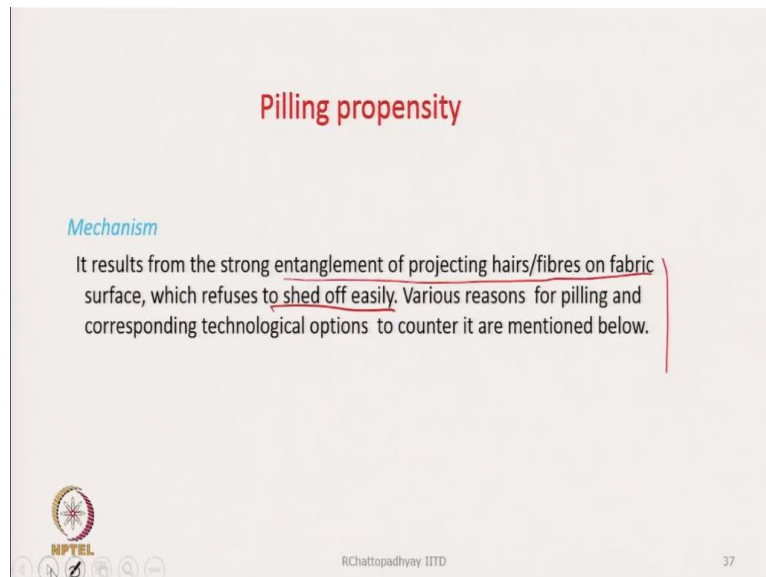 Pilling propensity
Mechanism
It results from the strong entanglement of projecting hairs/fibres on fabric
surface, which refuses to shed off easily. Various reasons for pilling and
corresponding technological options to counter it are mentioned below.
NPTEL
RChattopadhyay IITD
37